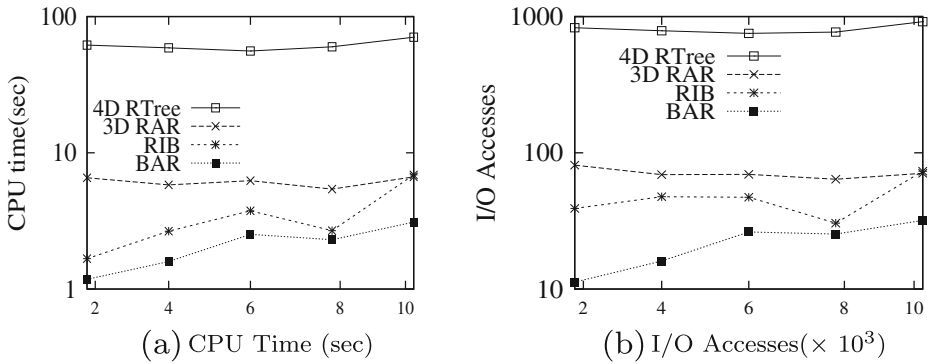 100
10
1
CPU time(sec)
4D RTree
3D RAR
RIB
BAR
2 4 6 8 10
(a) CPU Time (sec)
1000
100
10
I/O Accesses
4D RTree
3D RAR
RIB
BAR
2 4 6 8 10
(b) I/O Accesses(× 10³)